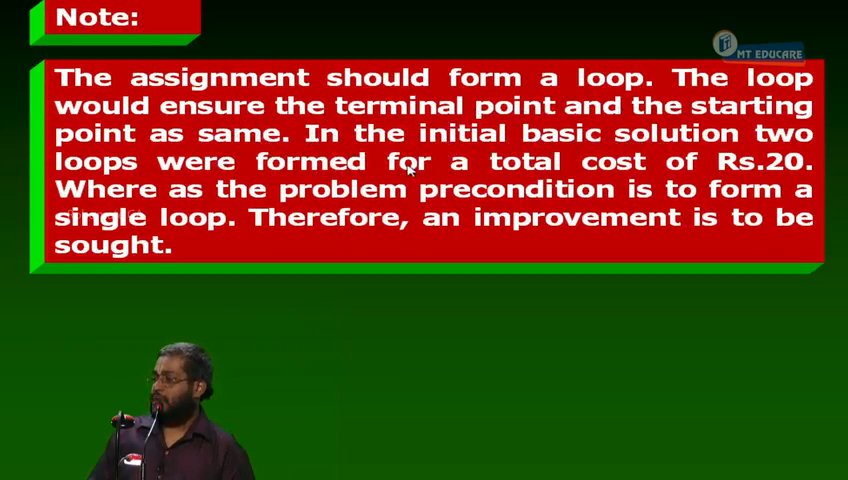 Note:
MT EDUCARE
The assignment should form a loop. The loop
would ensure the terminal point and the starting
point as same. In the initial basic solution two
loops were formed for a total cost of Rs.20.
Where as the problem precondition is to form a
single loop. Therefore, an improvement is to be
sought.